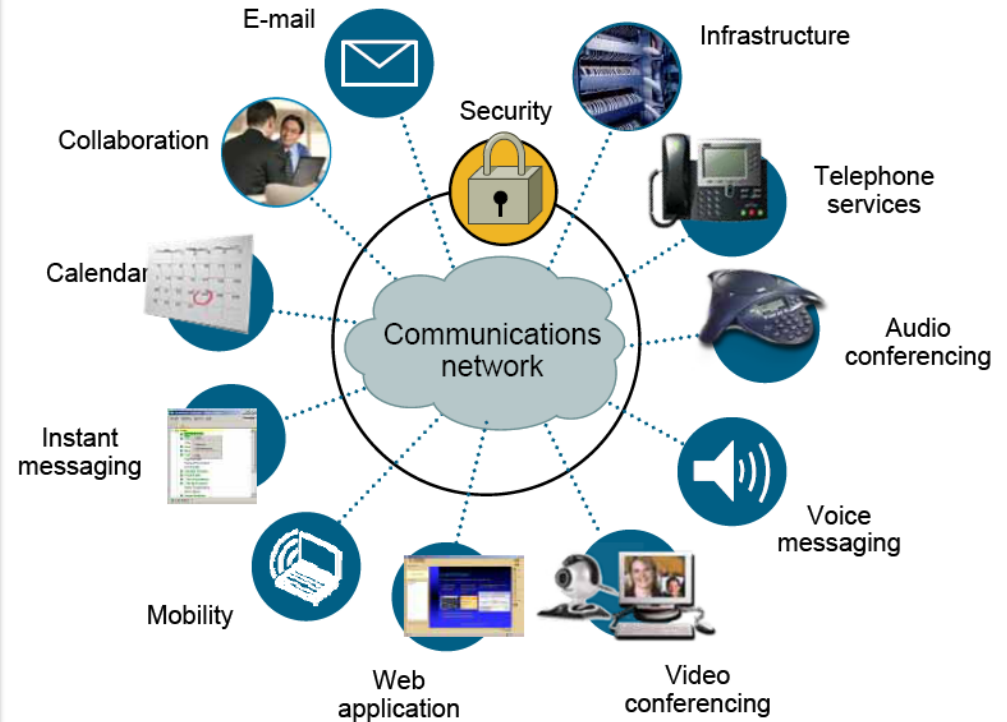 E-mail
Infrastructure
Security
Collaboration
Telephone
services
Calendar
Communications
network
Audio
conferencing
Instant
messaging
Voice
messaging
Mobility
Web
application
Video
conferencing